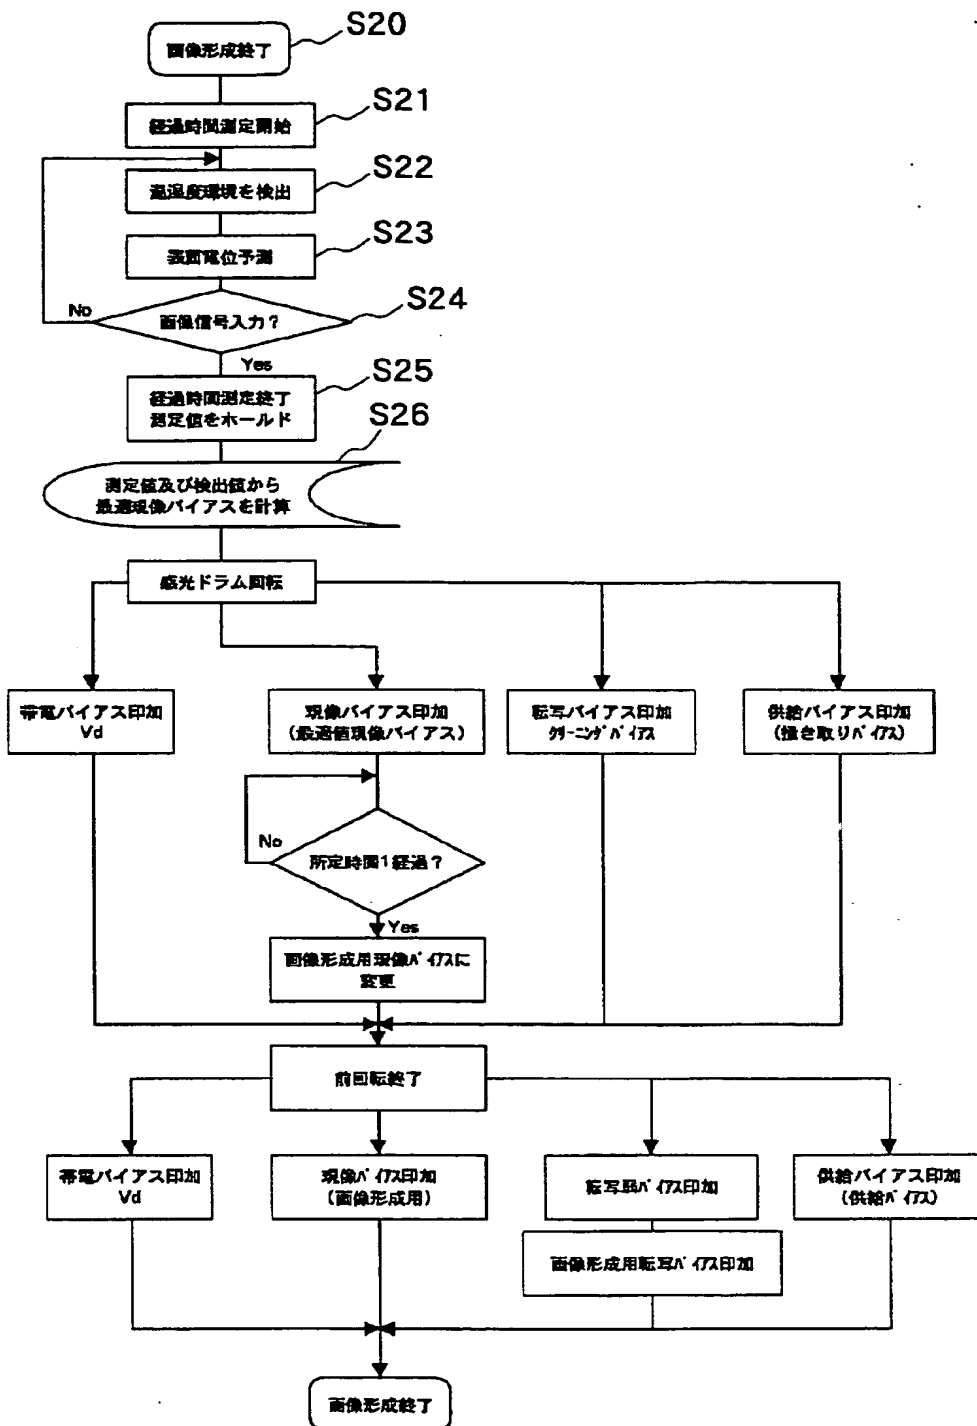 画像形成終了
S20
経過時間測定開始
S21
温湿度環境を検出
S22
表面電位予測
S23
画像信号入力?
S24
No
Yes
経過時間測定終了
測定値をホールド
S25
S26
測定値及び検出値から
最適現像バイアスを計算
感光ドラム回転
帯電バイアス印加
Vd
現像バイアス印加
(最適値現像バイアス)
転写バイアス印加
クリーニングバイアス
供給バイアス印加
(掻き取りバイアス)
No
所定時間1経過?
Yes
画像形成用現像バイアスに
変更
前回転終了
帯電バイアス印加
Vd
現像バイアス印加
(画像形成用)
転写弱バイアス印加
画像形成用転写バイアス印加
供給バイアス印加
(供給バイアス)
画像形成終了